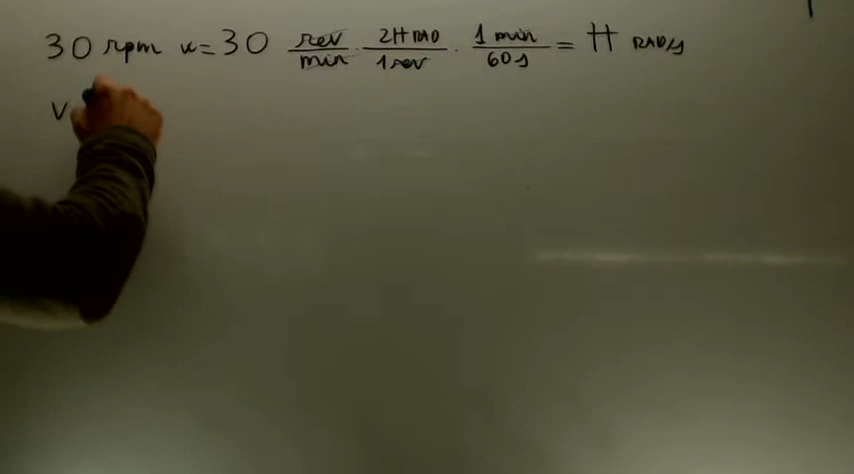 30 rpm w = 30 rev/min · 2π RAD/1 rev · 1 min/60 s = π RAD/s
v